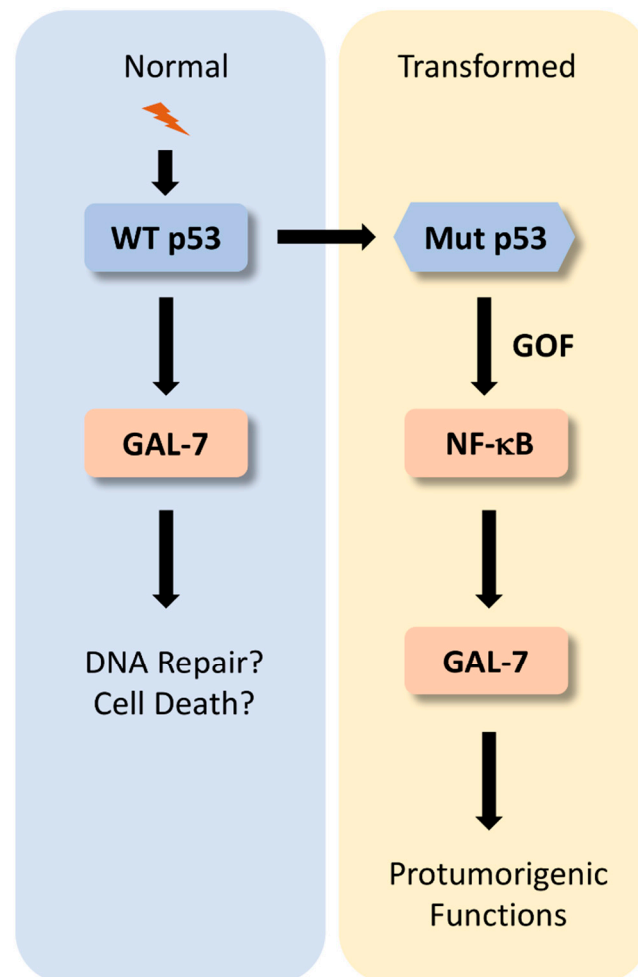 Normal
WT p53
GAL-7
DNA Repair?
Cell Death?
Transformed
Mut p53
GOF
NF-κB
GAL-7
Protumorigenic
Functions